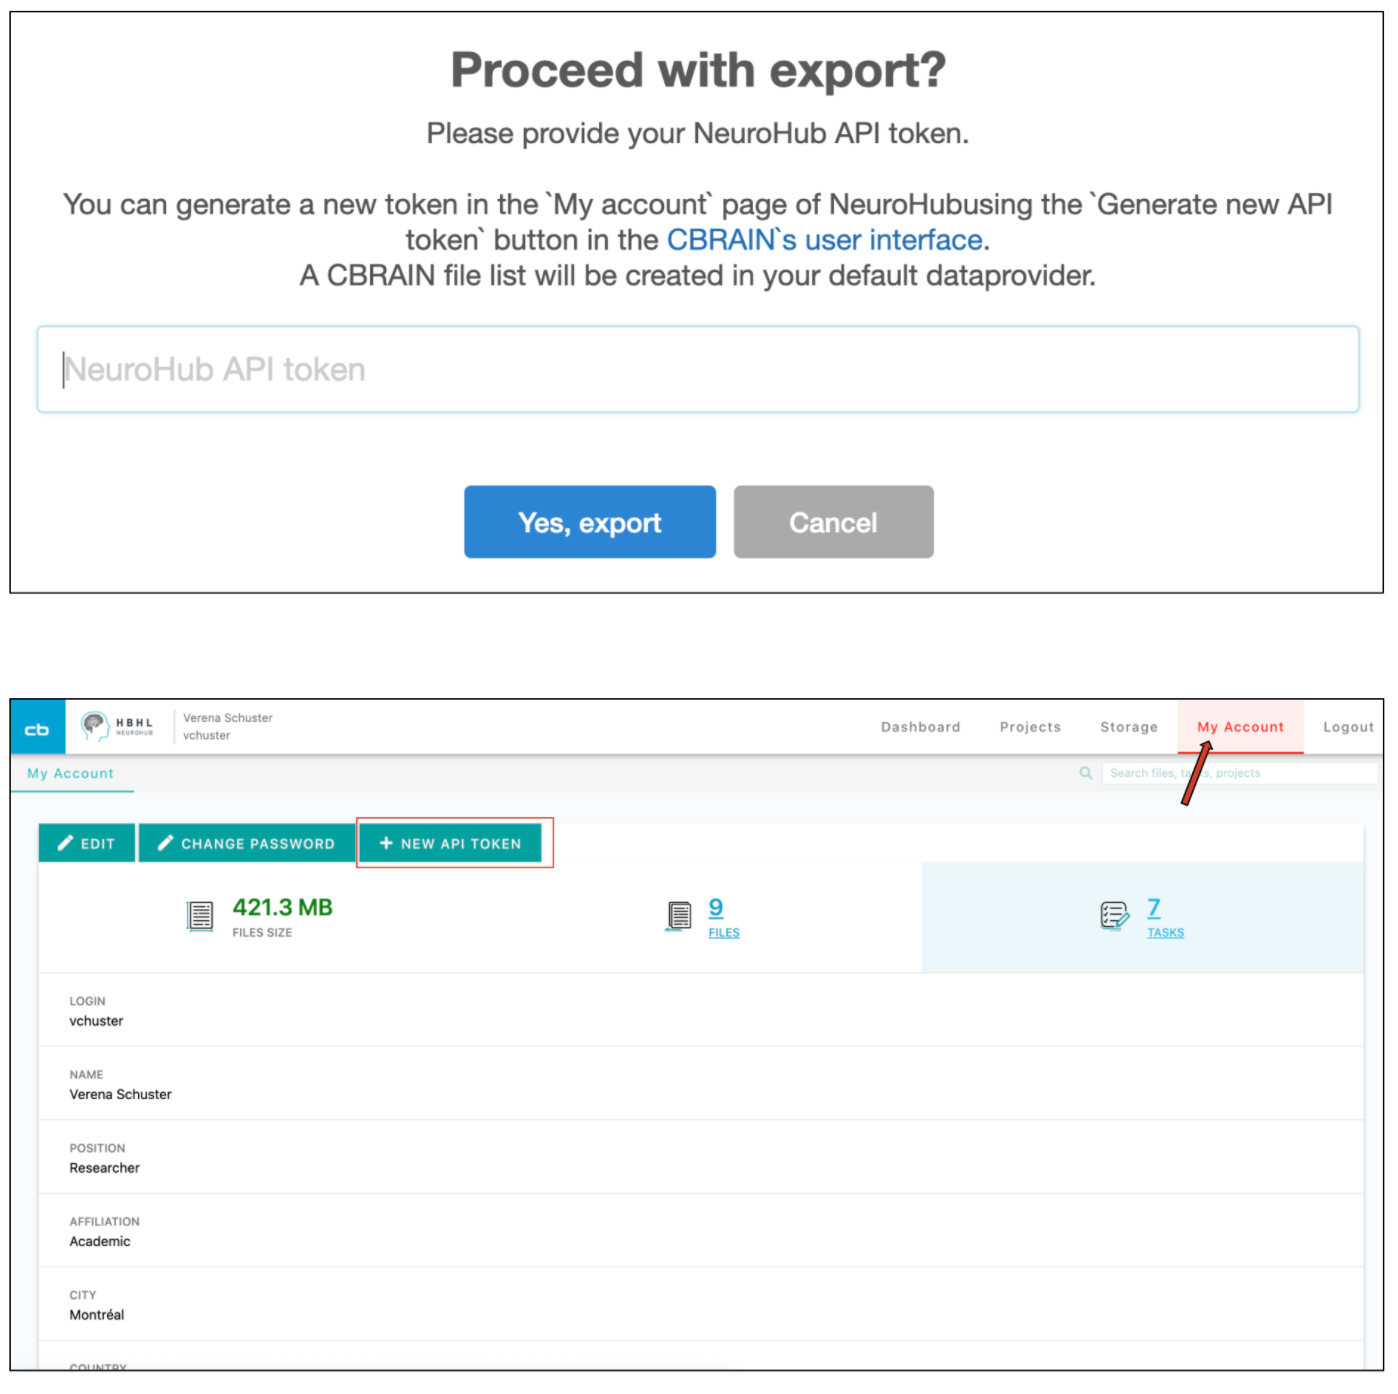 Proceed with export?
Please provide your NeuroHub API token.
You can generate a new token in the `My account` page of NeuroHubusing the `Generate new API
token` button in the CBRAIN`s user interface.
A CBRAIN file list will be created in your default dataprovider.
NeuroHub API token
Yes, export
Cancel
cb
HBHL
NEUROHUB
Verena Schuster
vchuster
Dashboard
Projects
Storage
My Account
Logout
My Account
Search files, tasks, projects
EDIT
CHANGE PASSWORD
+ NEW API TOKEN
421.3 MB
FILES SIZE
9
FILES
7
TASKS
LOGIN
vchuster
NAME
Verena Schuster
POSITION
Researcher
AFFILIATION
Academic
CITY
Montréal
COUNTRY